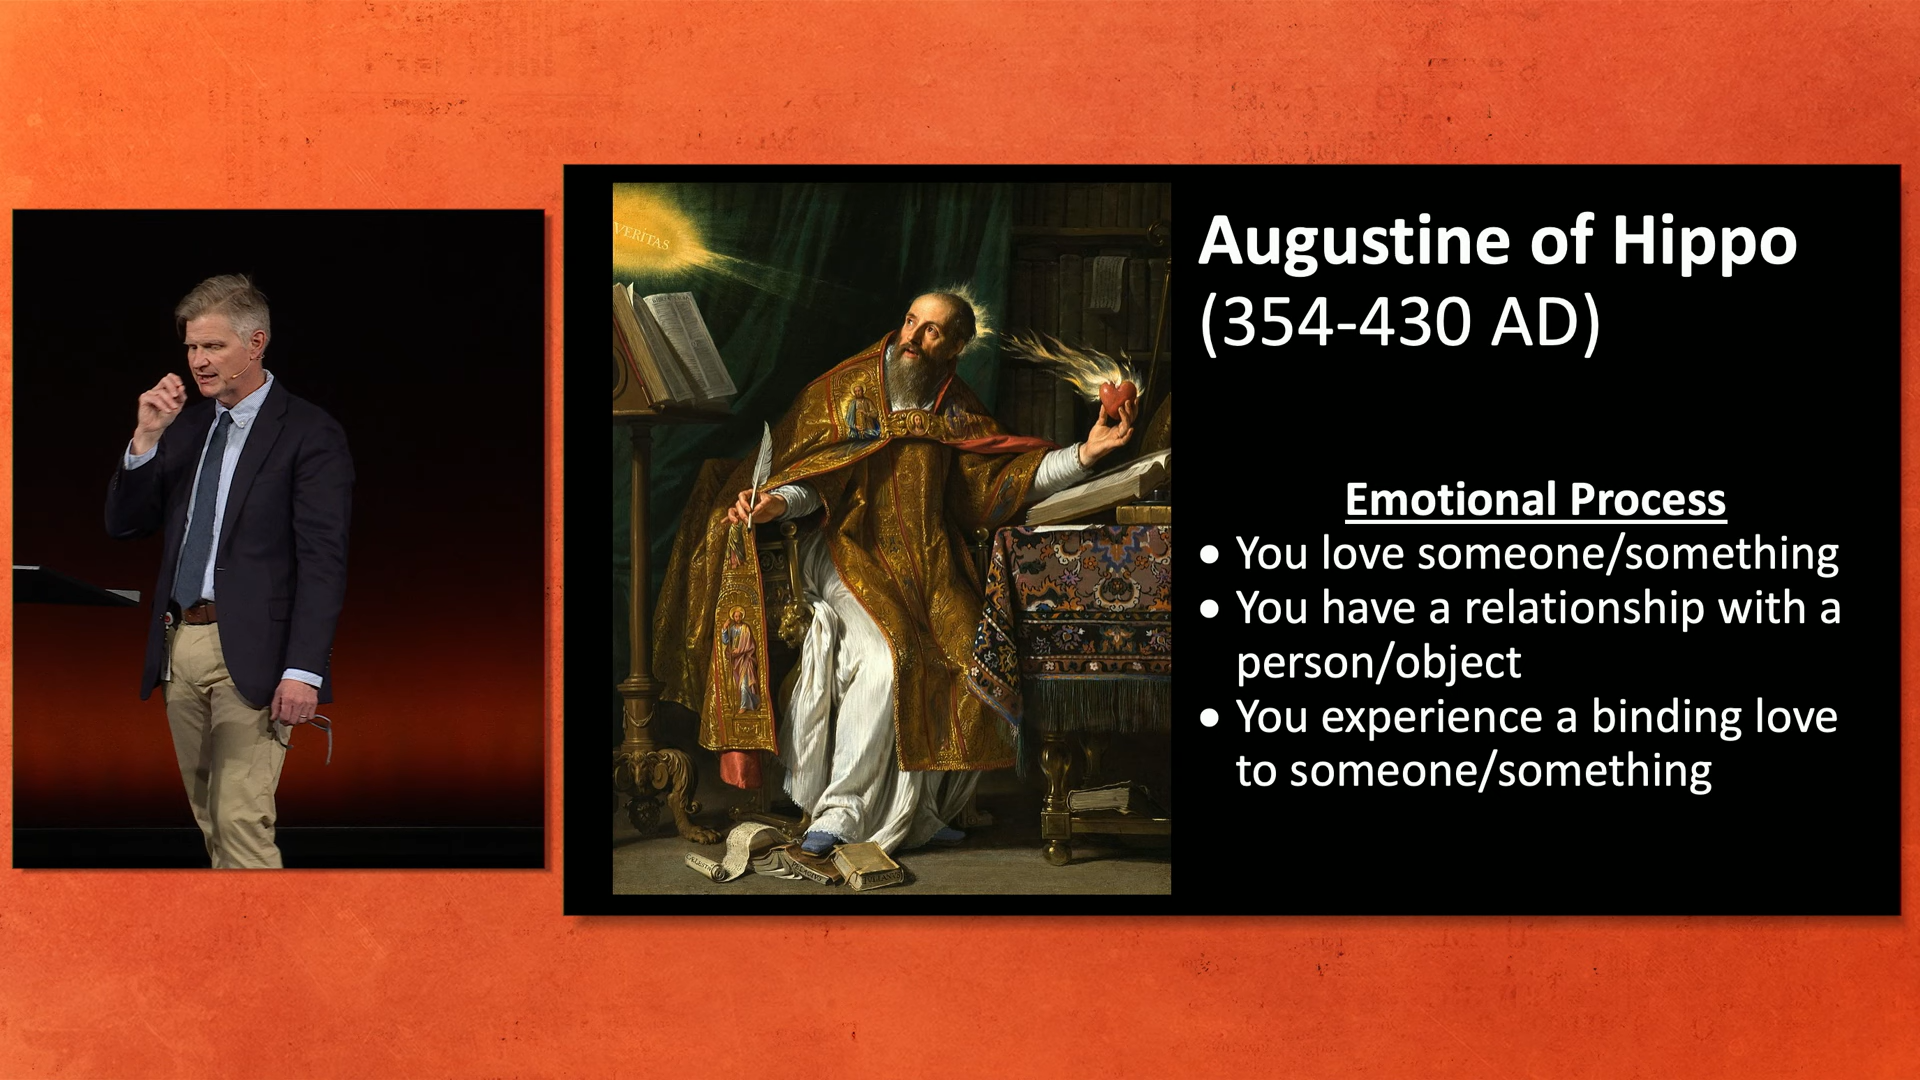 VERITAS
Augustine of Hippo
(354-430 AD)
Emotional Process
● You love someone/something
● You have a relationship with a
person/object
● You experience a binding love
to someone/something